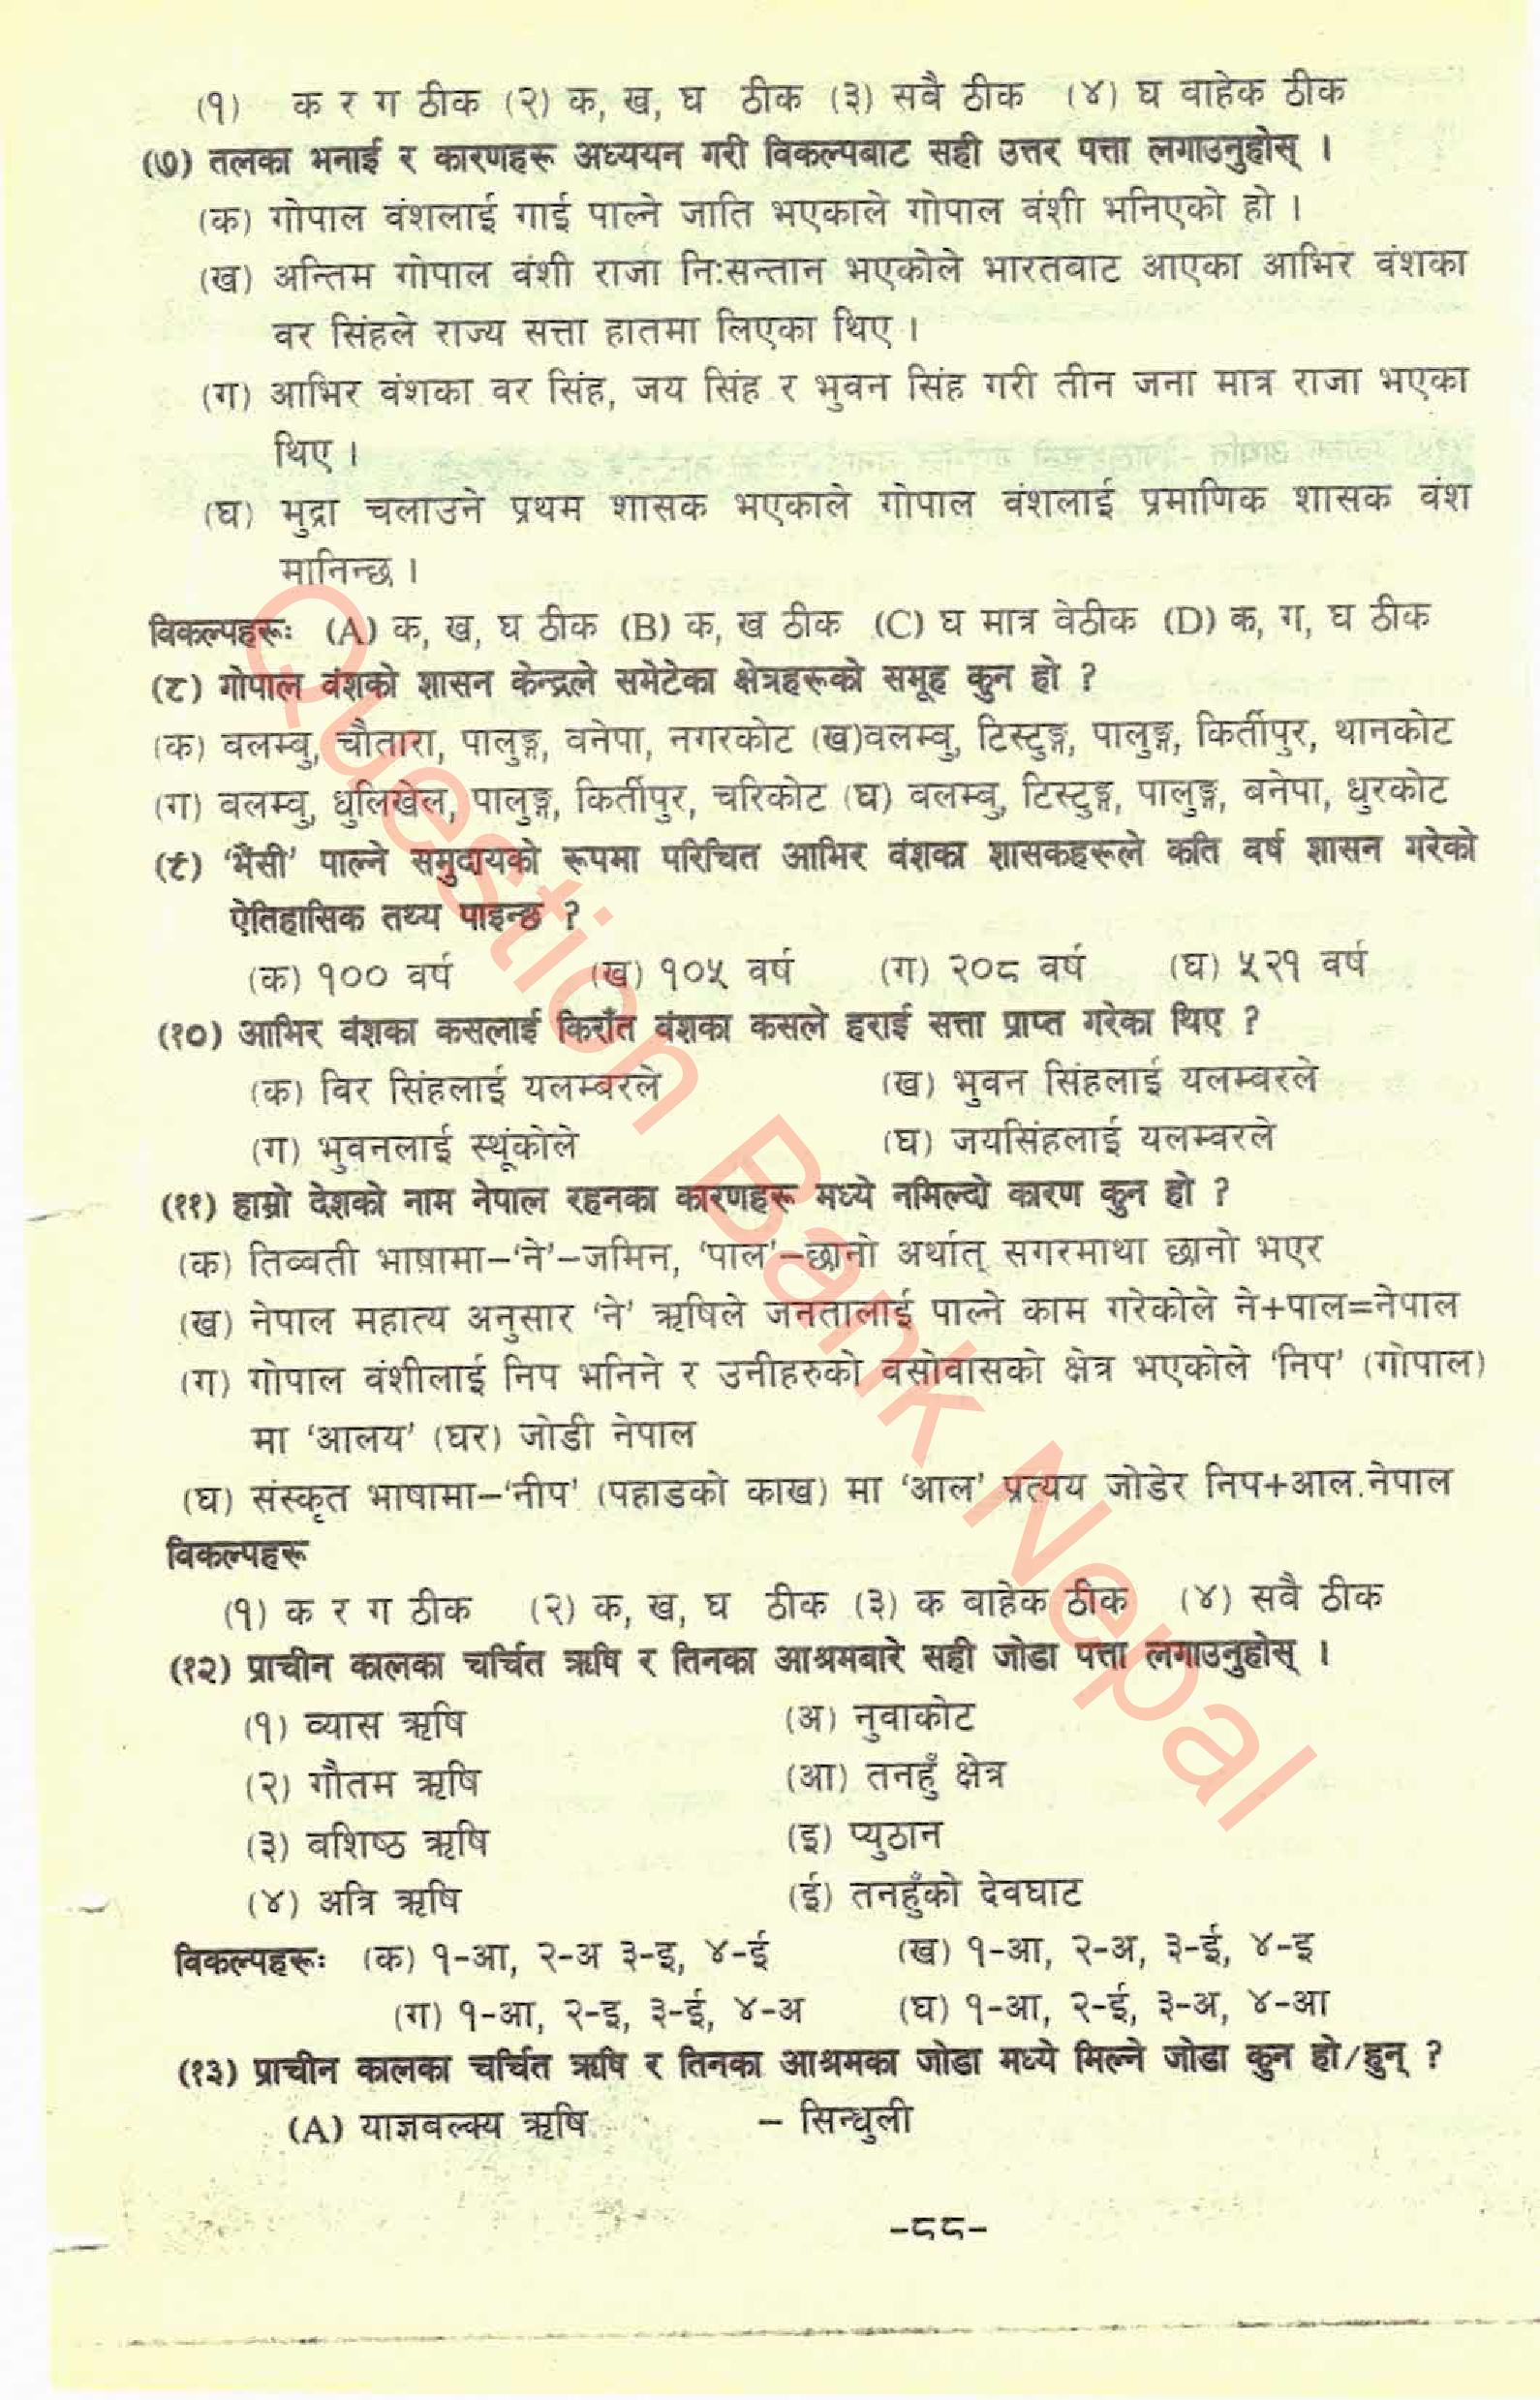 (१) क र ग ठीक (२) क, ख, घ ठीक (३) सवै ठीक (४) घ वाहेक ठीक
(७) तलका भनाई र कारणहरू अध्ययन गरी विकल्पबाट सही उत्तर पत्ता लगाउनुहोस् ।
(क) गोपाल वंशलाई गाई पाल्ने जाति भएकाले गोपाल वंशी भनिएको हो ।
(ख) अन्तिम गोपाल वंशी राजा निःसन्तान भएकोले भारतबाट आएका आभिर वंशका
वर सिंहले राज्य सत्ता हातमा लिएका थिए ।
(ग) आभिर वंशका वर सिंह, जय सिंह र भुवन सिंह गरी तीन जना मात्र राजा भएका
थिए ।
(घ) मुद्रा चलाउने प्रथम शासक भएकाले गोपाल वंशलाई प्रमाणिक शासक वंश
मानिन्छ ।
विकल्पहरूः (A) क, ख, घ ठीक (B) क, ख ठीक (C) घ मात्र वेठीक (D) क, ग, घ ठीक
(८) गोपाल वंशको शासन केन्द्रले समेटेका क्षेत्रहरूको समूह कुन हो ?
(क) बलम्बु, चौतारा, पालुङ्ग, वनेपा, नगरकोट (ख)वलम्वु, टिस्टुङ्ग, पालुङ्ग, किर्तीपुर, थानकोट
(ग) बलम्वु, धुलिखेल, पालुङ्ग, किर्तीपुर, चरिकोट (घ) वलम्बु, टिस्टुङ्ग, पालुङ्ग, बनेपा, धुरकोट
(९) ‘भैंसी’ पाल्ने समुदायको रूपमा परिचित आभिर वंशका शासकहरूले कति वर्ष शासन गरेको
ऐतिहासिक तथ्य पाइन्छ ?
(क) १०० वर्ष (ख) १०५ वर्ष (ग) २०८ वर्ष (घ) ५२१ वर्ष
(१०) आभिर वंशका कसलाई किराँत वंशका कसले हराई सत्ता प्राप्त गरेका थिए ?
(क) विर सिंहलाई यलम्बरले (ख) भुवन सिंहलाई यलम्वरले
(ग) भुवनलाई स्थूंकोले (घ) जयसिंहलाई यलम्वरले
(११) हाम्रो देशको नाम नेपाल रहनका कारणहरू मध्ये नमिल्दो कारण कुन हो ?
(क) तिव्वती भाषामा–‘ने’–जमिन, ‘पाल’–छानो अर्थात् सगरमाथा छानो भएर
(ख) नेपाल महात्य अनुसार ‘ने’ ऋषिले जनतालाई पाल्ने काम गरेकोले ने+पाल=नेपाल
(ग) गोपाल वंशीलाई निप भनिने र उनीहरुको वसोवासको क्षेत्र भएकोले ‘निप’ (गोपाल)
मा ‘आलय’ (घर) जोडी नेपाल
(घ) संस्कृत भाषामा–‘नीप’ (पहाडको काख) मा ‘आल’ प्रत्यय जोडेर निप+आल.नेपाल
विकल्पहरू
(१) क र ग ठीक (२) क, ख, घ ठीक (३) क वाहेक ठीक (४) सवै ठीक
(१२) प्राचीन कालका चर्चित ऋषि र तिनका आश्रमबारे सही जोडा पत्ता लगाउनुहोस् ।
(१) व्यास ऋषि (अ) नुवाकोट
(२) गौतम ऋषि (आ) तनहुँ क्षेत्र
(३) बशिष्ठ ऋषि (इ) प्युठान
(४) अत्रि ऋषि (ई) तनहुँको देवघाट
विकल्पहरूः (क) १-आ, २-अ ३-इ, ४-ई (ख) १-आ, २-अ, ३-ई, ४-इ
(ग) १-आ, २-इ, ३-ई, ४-अ (घ) १-आ, २-ई, ३-अ, ४-आ
(१३) प्राचीन कालका चर्चित ऋषि र तिनका आश्रमका जोडा मध्ये मिल्ने जोडा कुन हो/हुन् ?
(A) याज्ञबल्क्य ऋषि – सिन्धुली
-८८-
Question Bank Nepal